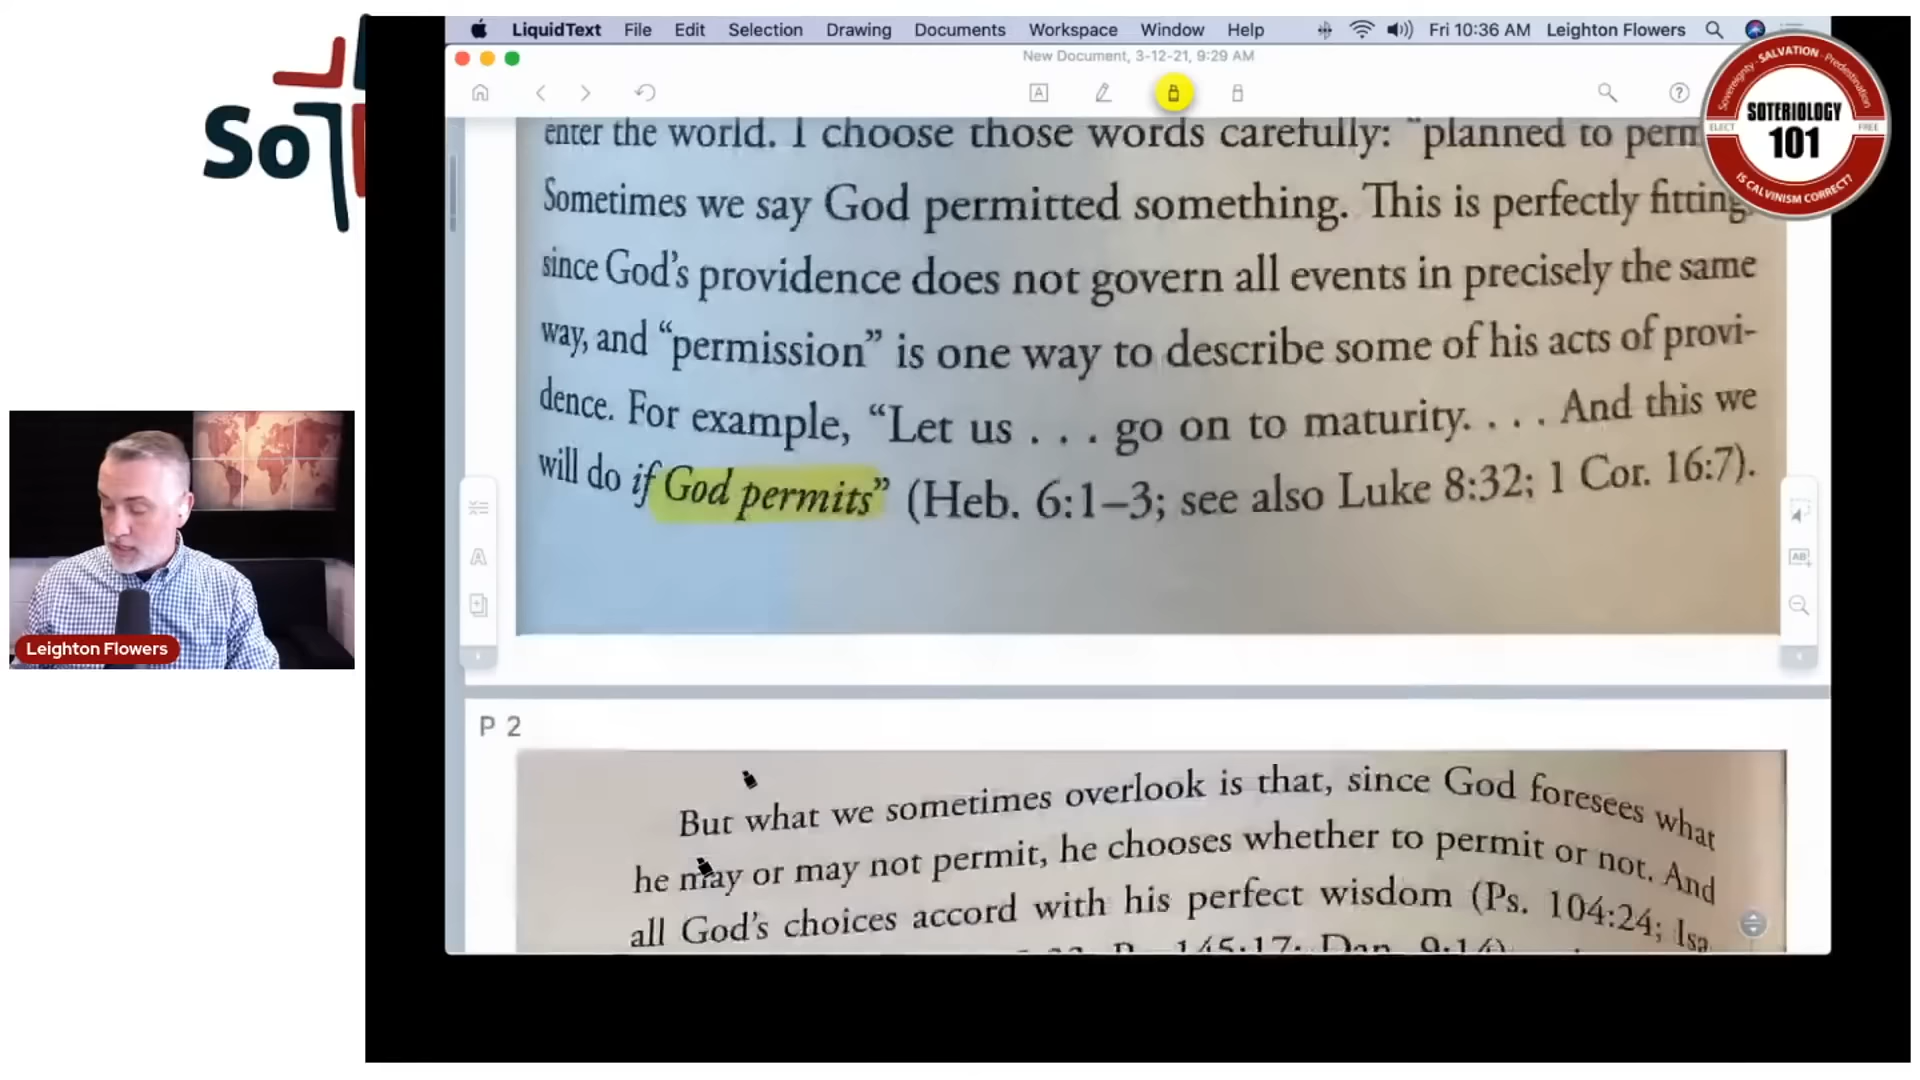 LiquidText File Edit Selection Drawing Documents Workspace Window Help Fri 10:36 AM Leighton Flowers
New Document, 3-12-21, 9:29 AM
Sovereignty · SALVATION · Predestination
ELECT SOTERIOLOGY FREE
101
IS CALVINISM CORRECT?
So
enter the world. I choose those words carefully: “planned to perm
Sometimes we say God permitted something. This is perfectly fitting,
since God’s providence does not govern all events in precisely the same
way, and “permission” is one way to describe some of his acts of provi-
dence. For example, “Let us . . . go on to maturity. . . . And this we
will do if God permits” (Heb. 6:1–3; see also Luke 8:32; 1 Cor. 16:7).
Leighton Flowers
P 2
But what we sometimes overlook is that, since God foresees what
he may or may not permit, he chooses whether to permit or not. And
all God’s choices accord with his perfect wisdom (Ps. 104:24; Isa.
145:17; Dan. 9:14)